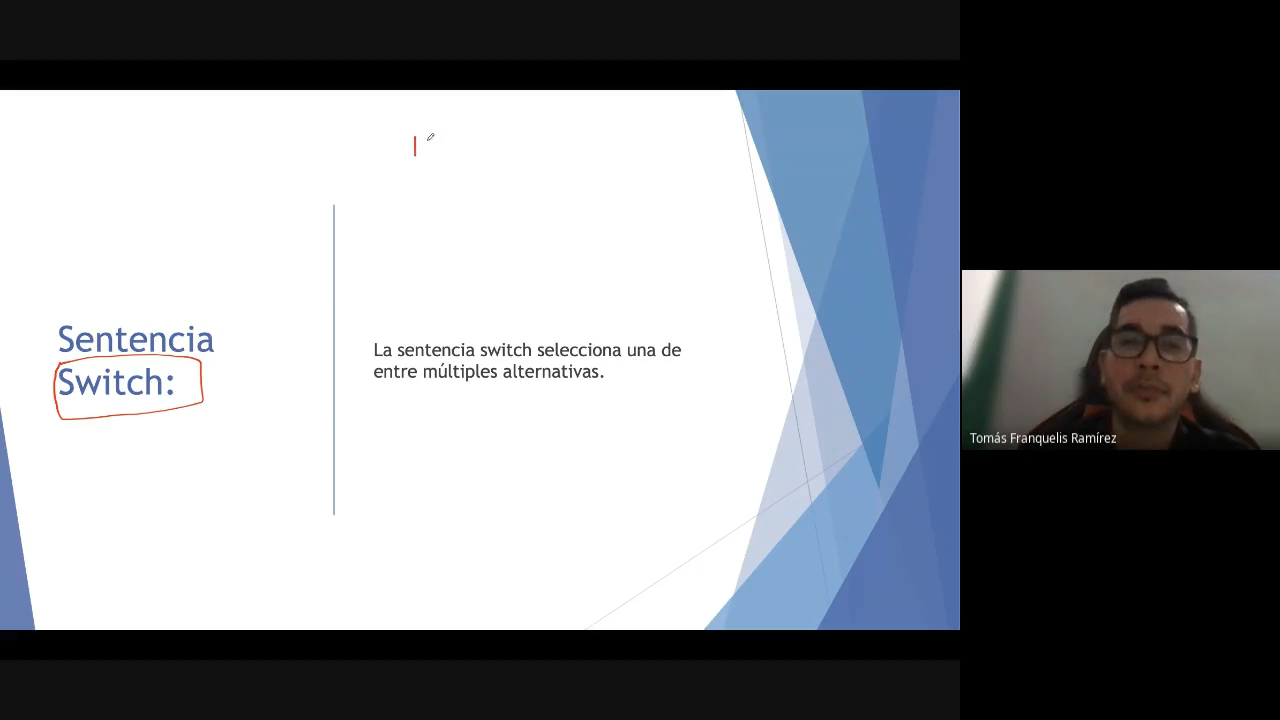 Sentencia
Switch:
La sentencia switch selecciona una de
entre múltiples alternativas.
Tomás Franquelis Ramírez